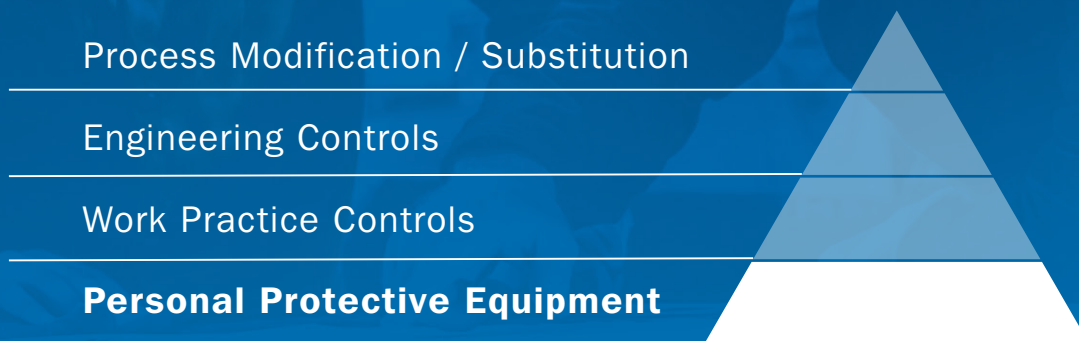 Process Modification / Substitution
Engineering Controls
Work Practice Controls
Personal Protective Equipment